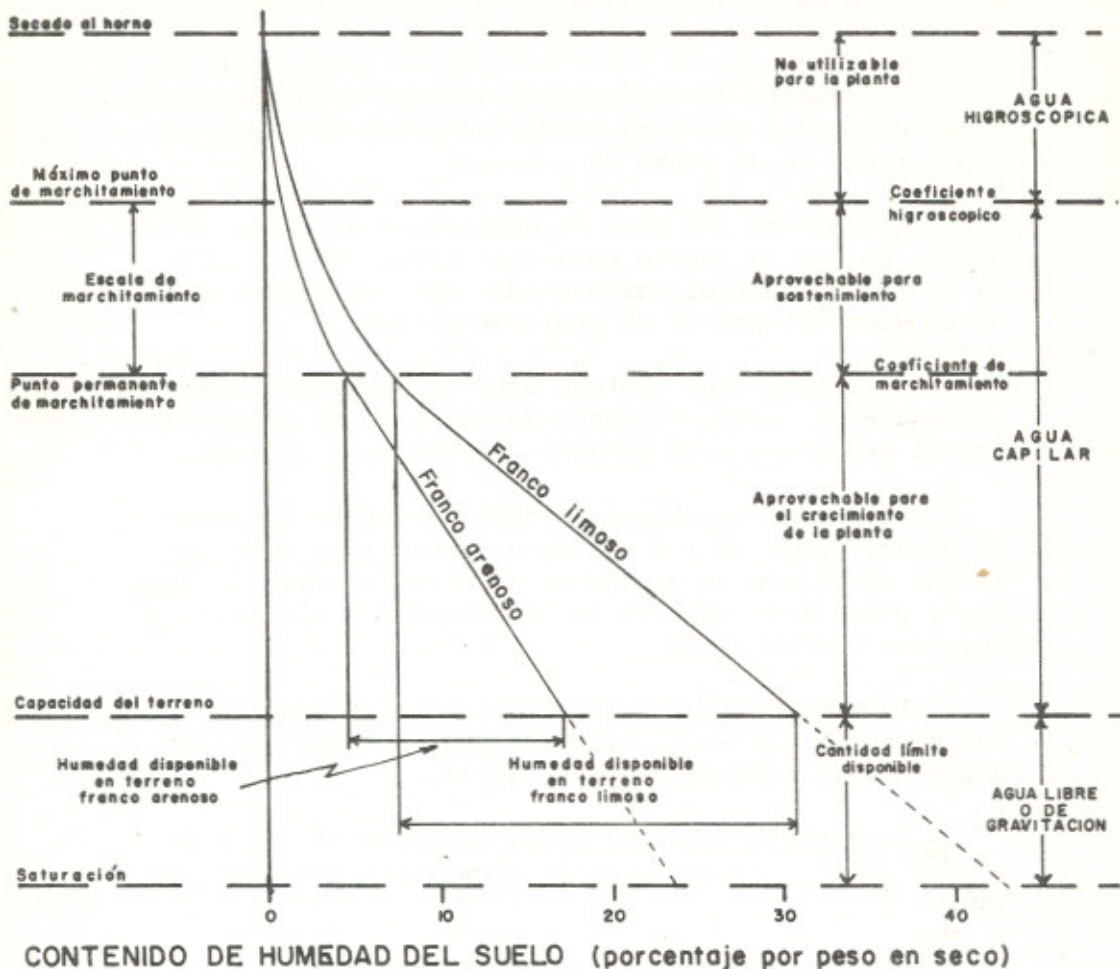 Secado al horno
No utilizable
para la planta
AGUA
HIGROSCOPICA
Máximo punto
de marchitamiento
Coeficiente
higroscopico
Escala de
marchitamiento
Aprovechable para
sostenimiento
Punto permanente
de marchitamiento
Coeficiente de
marchitamiento
AGUA
CAPILAR
Franco limoso
Franco arenoso
Aprovechable para
el crecimiento
de la planta
Capacidad del terreno
Humedad disponible
en terreno
franco arenoso
Humedad disponible
en terreno
franco limoso
Cantidad límite
disponible
AGUA LIBRE
O DE
GRAVITACION
Saturación
0 10 20 30 40
CONTENIDO DE HUMEDAD DEL SUELO (porcentaje por peso en seco)